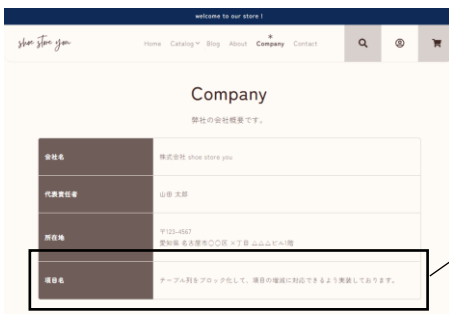 welcome to our store !
shoe store you
Home Catalog Blog About Company Contact
Company
弊社の会社概要です。
会社名 株式会社 shoe store you
代表責任者 山田 太郎
所在地 〒123-4567
愛知県 名古屋市〇〇区 ×丁目 △△△ビル1階
項目名 テーブル列をブロック化して、項目の増減に対応できるよう実装しております。